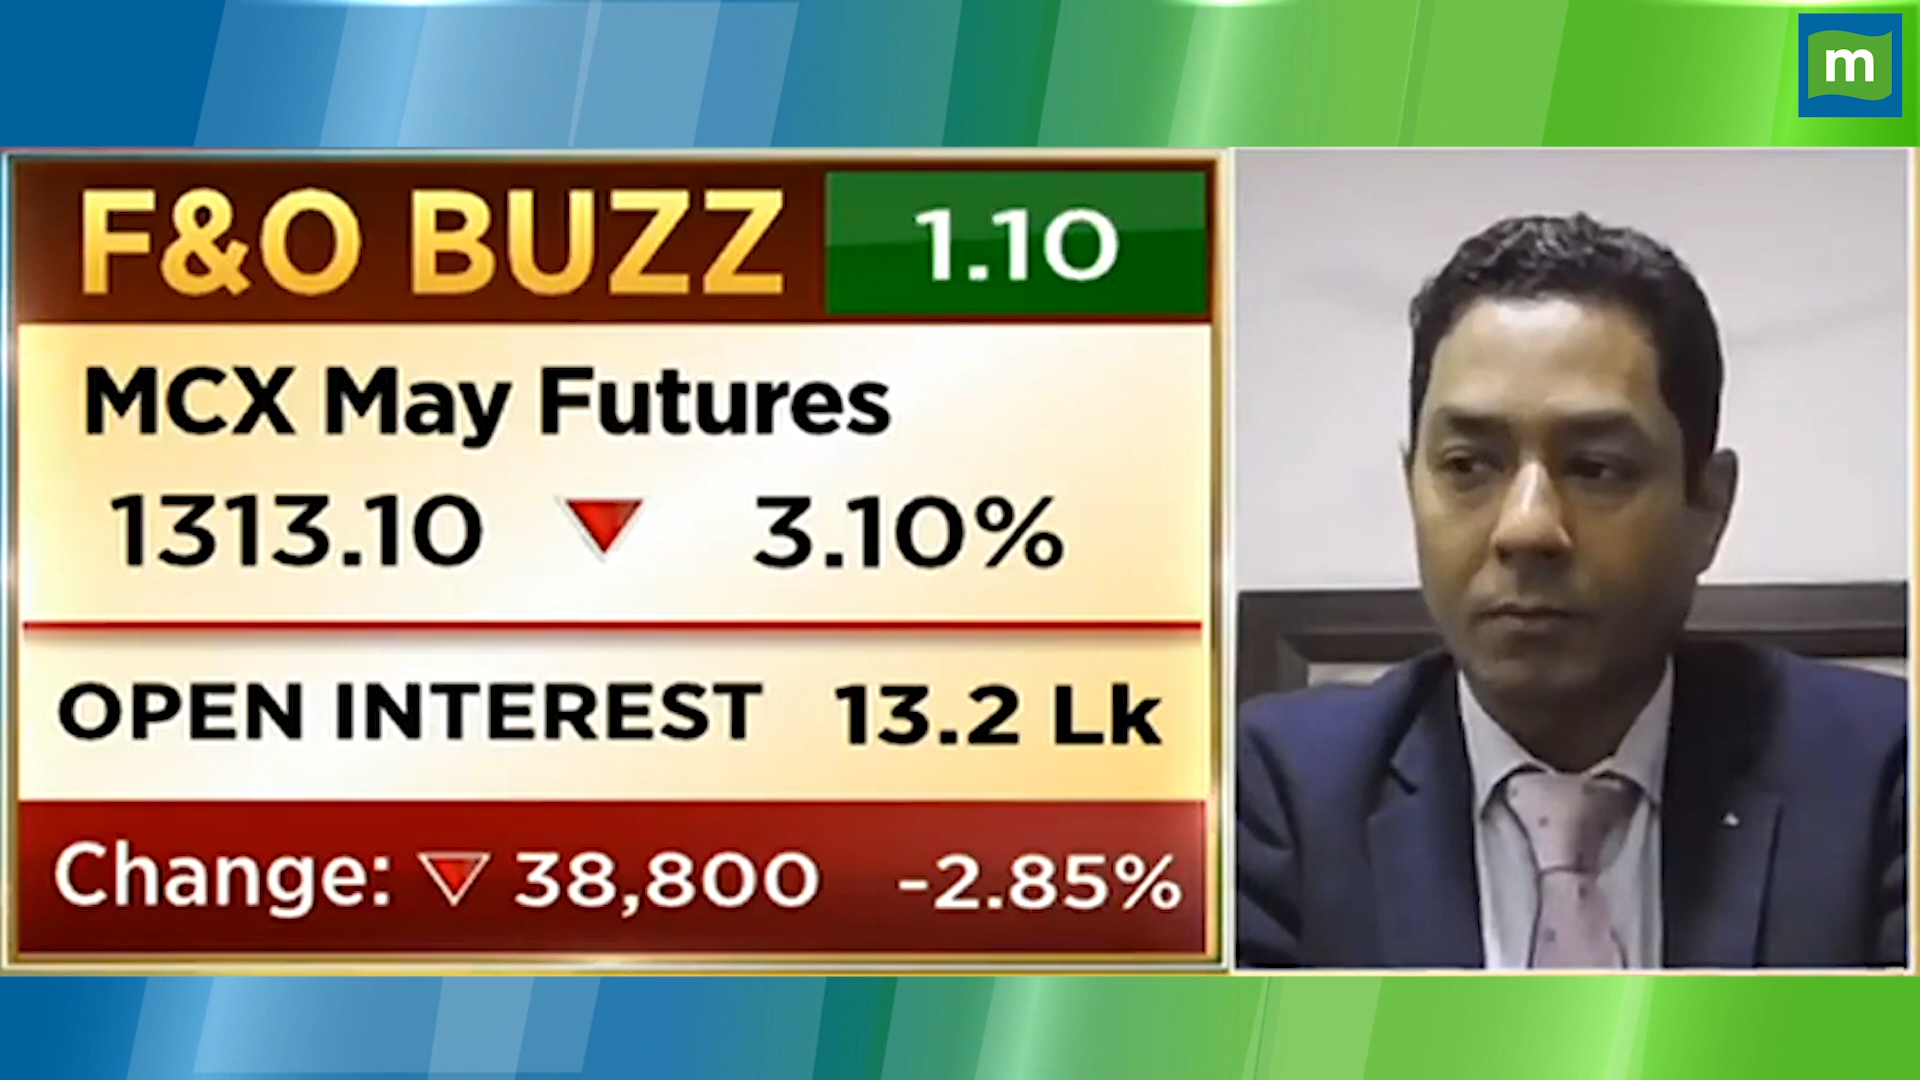 m
F&O BUZZ 1.10
MCX May Futures
1313.10 ▼ 3.10%
OPEN INTEREST 13.2 Lk
Change: ▼ 38,800 -2.85%